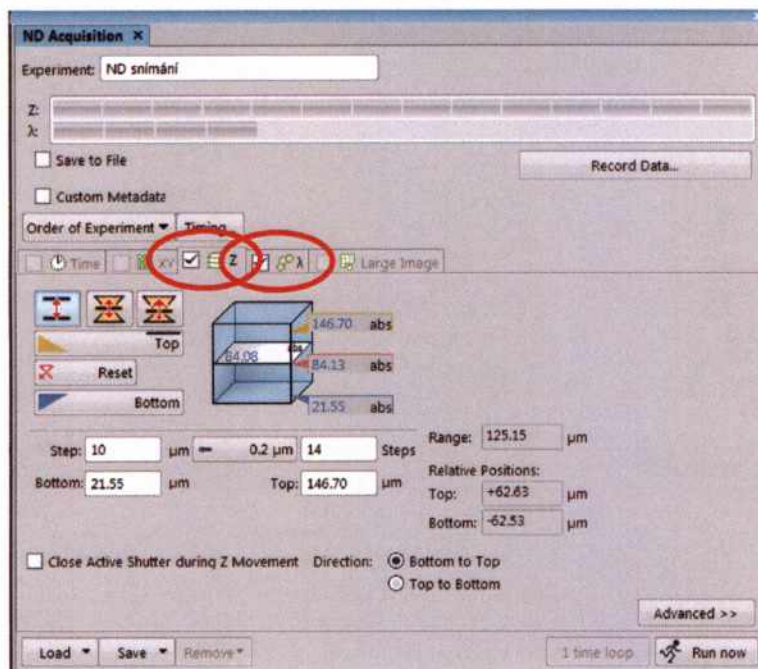 ND Acquisition ×
Experiment: ND snímání
Z:
λ:
Save to File
Record Data...
Custom Metadata
Order of Experiment Timing...
Time XY Z λ Large Image
146.70 abs
Top
84.13 abs
Reset
Bottom
21.55 abs
Step: 10 µm 0.2 µm 14 Steps
Range: 125.15 µm
Bottom: 21.55 µm Top: 146.70 µm
Relative Positions:
Top: +62.63 µm
Bottom: -62.53 µm
Close Active Shutter during Z Movement Direction: Bottom to Top
Top to Bottom
Advanced >>
Load Save Remove 1 time loop Run now